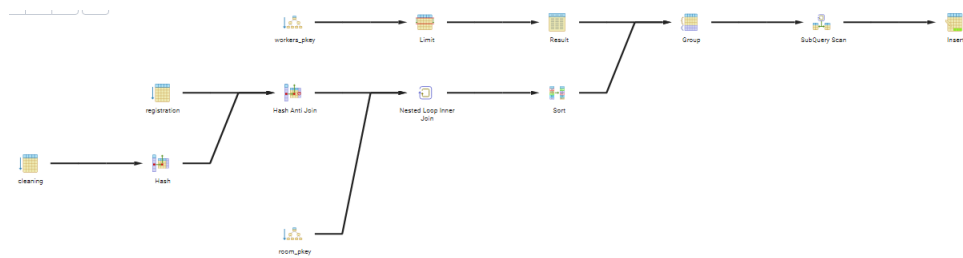 workers_pkey
Limit
Result
Group
SubQuery Scan
Insert
registration
Hash Anti Join
Nested Loop Inner
Join
Sort
cleaning
Hash
room_pkey